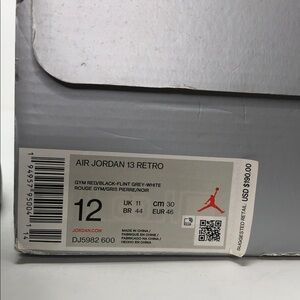 AIR JORDAN 13 RETRO
GYM RED/BLACK-FLINT GREY-WHITE
ROUGE GYM/GRIS PIERRE/NOIR
12
UK 11
cm 30
BR 44
EUR 46
JORDAN.COM
MADE IN CHINA/
FABRIQUÉ EN CHINE/
FABRICADO EN CHINA/
DJ5982 600
SUGGESTED RETAIL USD $190.00